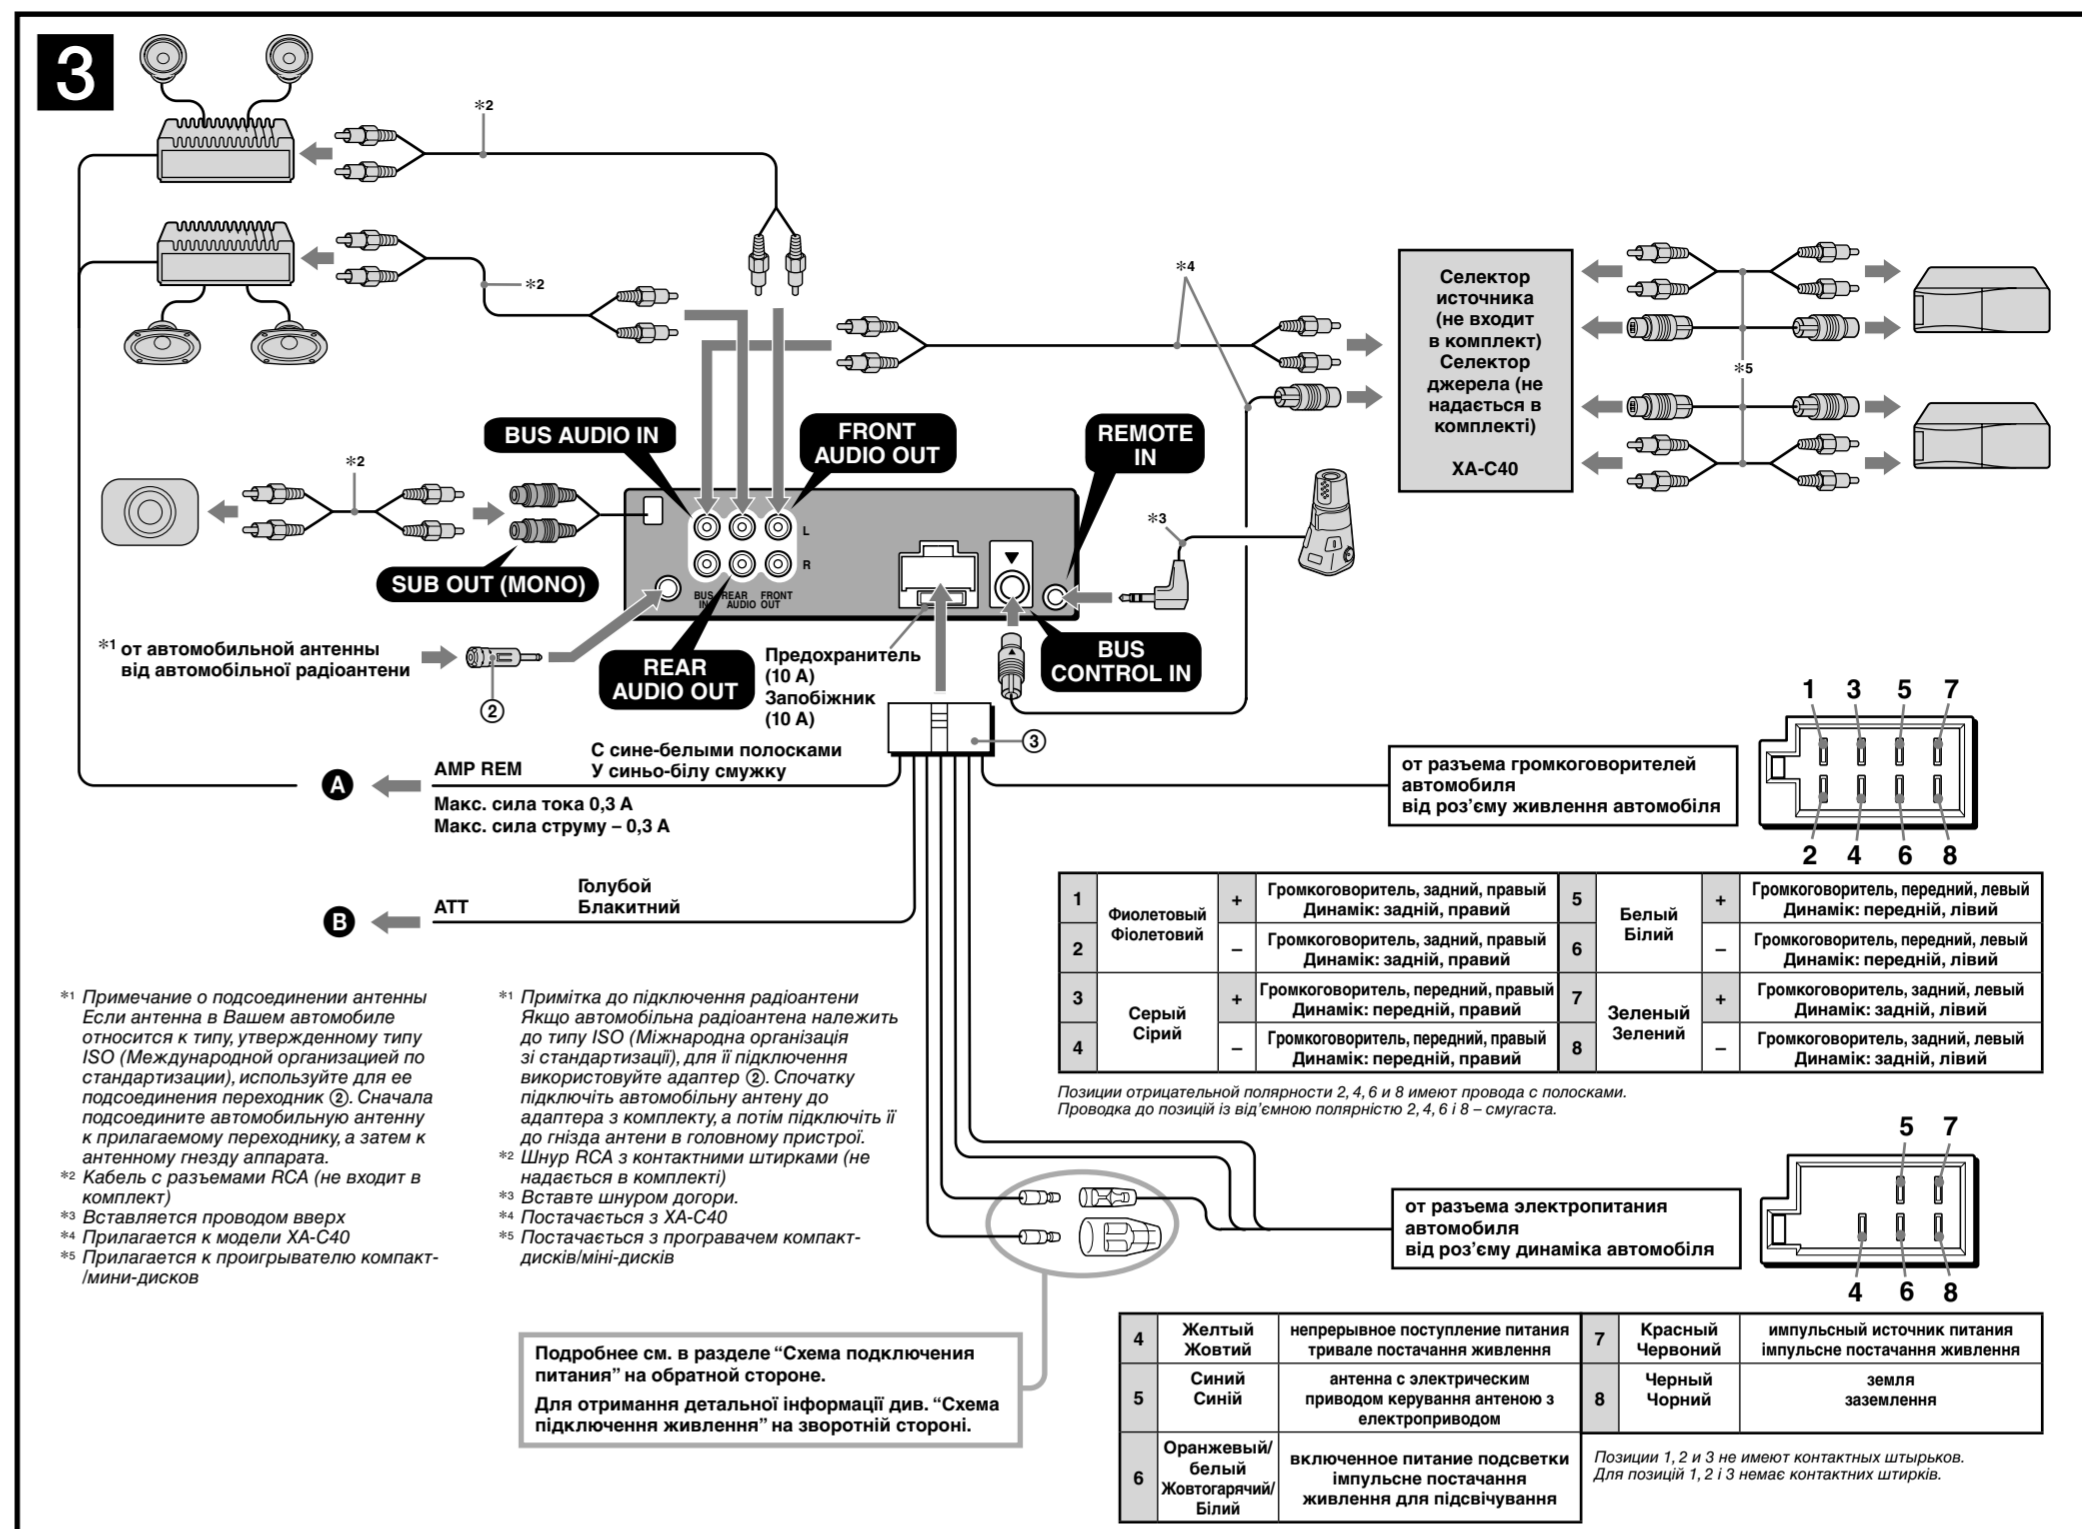 3
*2
*2
*4
Селектор
источника
(не входит
в комплект)
Селектор
джерела (не
надається в
комплекті)
XA-C40
*5
BUS AUDIO IN
FRONT
AUDIO OUT
REMOTE
IN
*2
*3
L
R
SUB OUT (MONO)
BUS REAR FRONT
IN AUDIO OUT
*1 от автомобильной антенны
від автомобільної радіоантени
②
REAR
AUDIO OUT
Предохранитель
(10 A)
Запобіжник
(10 A)
BUS
CONTROL IN
③
A
AMP REM
С сине-белыми полосками
У синьо-білу смужку
Макс. сила тока 0,3 A
Макс. сила струму – 0,3 A
B
ATT
Голубой
Блакитний
от разъема громкоговорителей
автомобиля
від роз’єму живлення автомобіля
1 3 5 7
2 4 6 8
1 Фиолетовый Фіолетовий + Громкоговоритель, задний, правый
Динамік: задній, правий
2 – Громкоговоритель, задний, правый
Динамік: задній, правий
3 Серый Сірий + Громкоговоритель, передний, правый
Динамік: передній, правий
4 – Громкоговоритель, передний, правый
Динамік: передній, правий
5 Белый Білий + Громкоговоритель, передний, левый
Динамік: передній, лівий
6 – Громкоговоритель, передний, левый
Динамік: передній, лівий
7 Зеленый Зелений + Громкоговоритель, задний, левый
Динамік: задній, лівий
8 – Громкоговоритель, задний, левый
Динамік: задній, лівий
Позиции отрицательной полярности 2, 4, 6 и 8 имеют провода с полосками.
Проводка до позицій із від’ємною полярністю 2, 4, 6 і 8 – смугаста.
*1 Примечание о подсоединении антенны
Если антенна в Вашем автомобиле
относится к типу, утвержденному типу
ISO (Международной организацией по
стандартизации), используйте для ее
подсоединения переходник ②. Сначала
подсоедините автомобильную антенну
к прилагаемому переходнику, а затем к
антенному гнезду аппарата.
*2 Кабель с разъемами RCA (не входит в
комплект)
*3 Вставляется проводом вверх
*4 Прилагается к модели XA-C40
*5 Прилагается к проигрывателю компакт-
/мини-дисков
*1 Примітка до підключення радіоантени
Якщо автомобільна радіоантена належить
до типу ISO (Міжнародна організація
зі стандартизації), для її підключення
використовуйте адаптер ②. Спочатку
підключіть автомобільну антену до
адаптера з комплекту, а потім підключіть її
до гнізда антени в головному пристрої.
*2 Шнур RCA з контактними штирками (не
надається в комплекті)
*3 Вставте шнуром догори.
*4 Постачається з XA-C40
*5 Постачається з програвачем компакт-
дисків/міні-дисків
от разъема электропитания
автомобиля
від роз’єму динаміка автомобіля
5 7
4 6 8
Подробнее см. в разделе “Схема подключения
питания” на обратной стороне.
Для отримання детальної інформації див. “Схема
підключення живлення” на зворотній стороні.
4 Желтый Жовтий непрерывное поступление питания
тривале постачання живлення
5 Синий Синій антенна с электрическим
приводом керування антеною з
електроприводом
6 Оранжевый/ белый Жовтогарячий/ Білий включенное питание подсветки
імпульсне постачання
живлення для підсвічування
7 Красный Червоний импульсный источник питания
імпульсне постачання живлення
8 Черный Чорний земля
заземлення
Позиции 1, 2 и 3 не имеют контактных штырьков.
Для позицій 1, 2 і 3 немає контактних штирків.